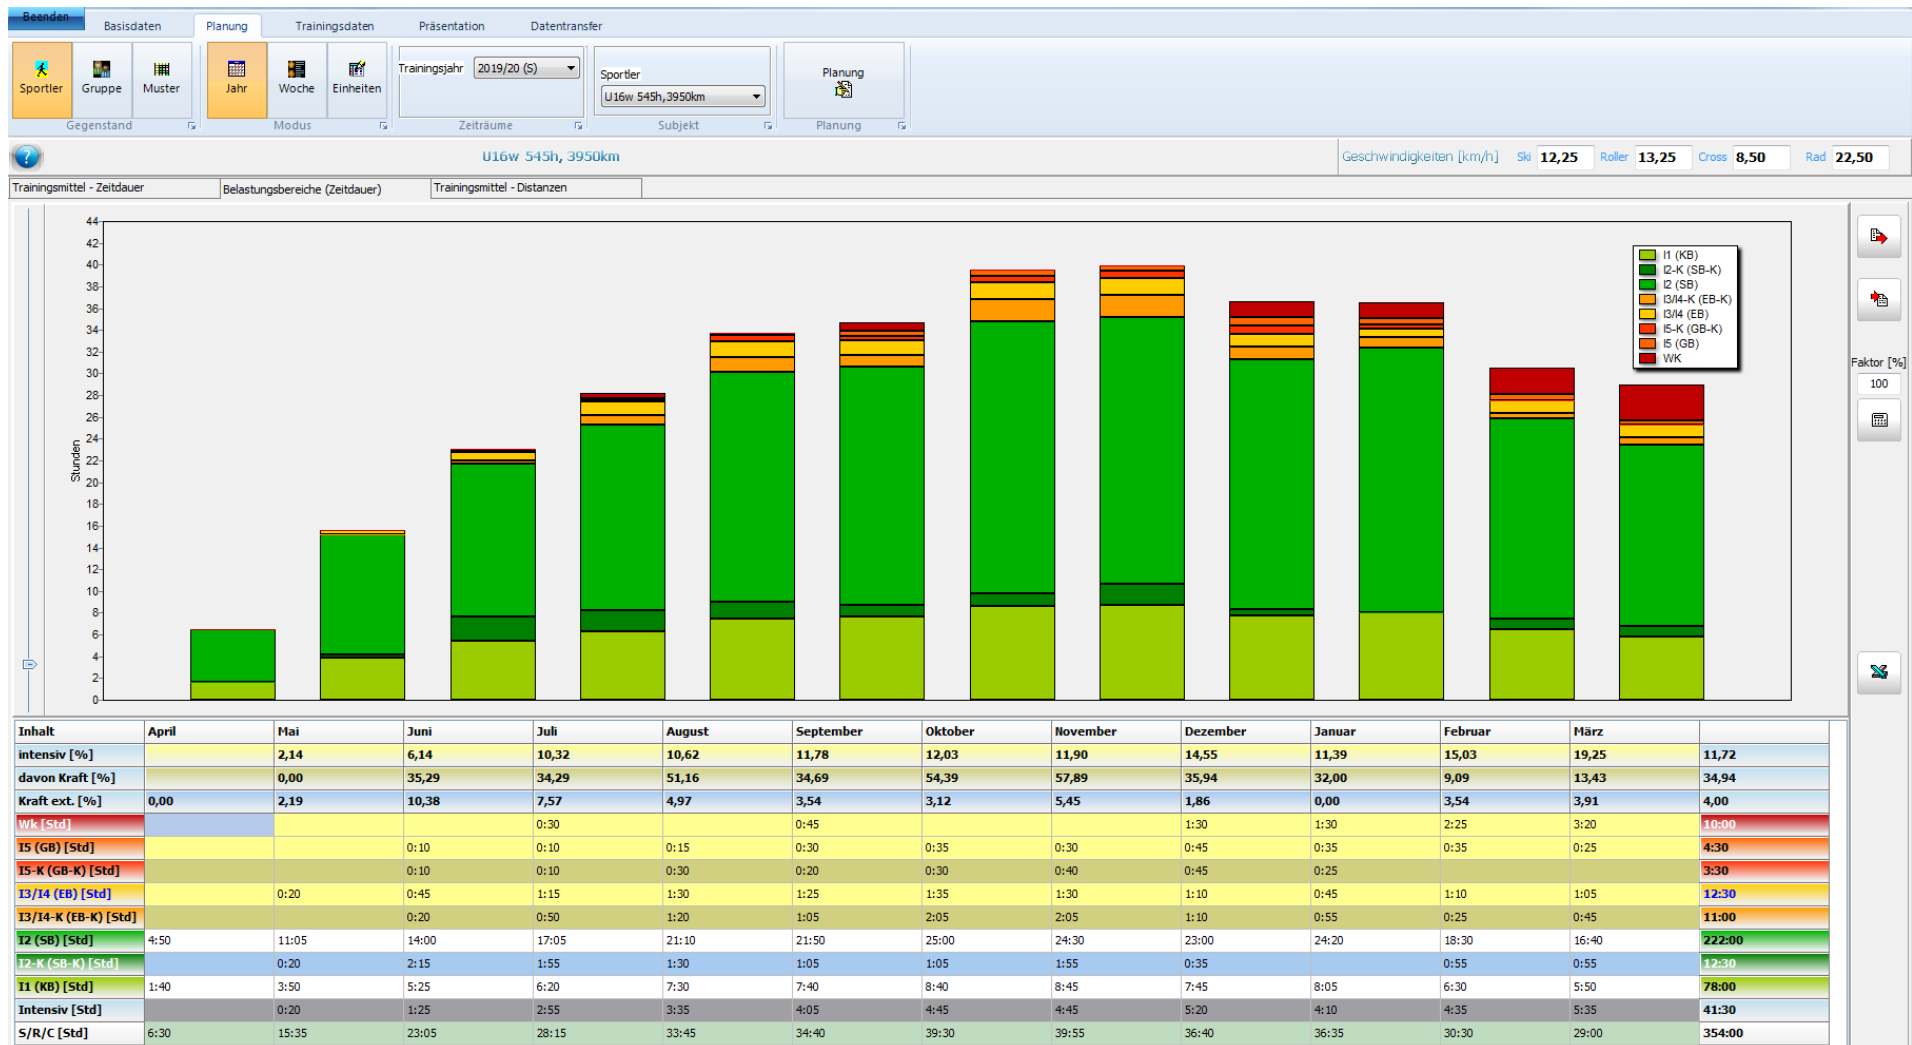 Beenden
Basisdaten Planung Trainingsdaten Präsentation Datentransfer
Sportler Gruppe Muster Jahr Woche Einheiten
Trainingsjahr 2019/20 (S)
Sportler
U16w 545h,3950km
Planung
Gegenstand Modus Zeiträume Subjekt Planung
U16w 545h, 3950km
Geschwindigkeiten [km/h] Ski 12,25 Roller 13,25 Cross 8,50 Rad 22,50
Trainingsmittel - Zeitdauer Belastungsbereiche (Zeitdauer) Trainingsmittel - Distanzen
44
42
40
38
36
34
32
30
28
26
24
22
20
18
16
14
12
10
8
6
4
2
0
Stunden
I1 (KB)
I2-K (SB-K)
I2 (SB)
I3/I4-K (EB-K)
I3/I4 (EB)
I5-K (GB-K)
I5 (GB)
WK
Faktor [%]
100
Inhalt April Mai Juni Juli August September Oktober November Dezember Januar Februar März
intensiv [%] 2,14 6,14 10,32 10,62 11,78 12,03 11,90 14,55 11,39 15,03 19,25 11,72
davon Kraft [%] 0,00 35,29 34,29 51,16 34,69 54,39 57,89 35,94 32,00 9,09 13,43 34,94
Kraft ext. [%] 0,00 2,19 10,38 7,57 4,97 3,54 3,12 5,45 1,86 0,00 3,54 3,91 4,00
Wk [Std] 0:30 0:45 1:30 1:30 2:25 3:20 10:00
I5 (GB) [Std] 0:10 0:10 0:15 0:30 0:35 0:30 0:45 0:35 0:35 0:25 4:30
I5-K (GB-K) [Std] 0:10 0:10 0:30 0:20 0:30 0:40 0:45 0:25 3:30
I3/I4 (EB) [Std] 0:20 0:45 1:15 1:30 1:25 1:35 1:30 1:10 0:45 1:10 1:05 12:30
I3/I4-K (EB-K) [Std] 0:20 0:50 1:20 1:05 2:05 2:05 1:10 0:55 0:25 0:45 11:00
I2 (SB) [Std] 4:50 11:05 14:00 17:05 21:10 21:50 25:00 24:30 23:00 24:20 18:30 16:40 222:00
I2-K (SB-K) [Std] 0:20 2:15 1:55 1:30 1:05 1:05 1:55 0:35 0:55 0:55 12:30
I1 (KB) [Std] 1:40 3:50 5:25 6:20 7:30 7:40 8:40 8:45 7:45 8:05 6:30 5:50 78:00
Intensiv [Std] 0:20 1:25 2:55 3:35 4:05 4:45 4:45 5:20 4:10 4:35 5:35 41:30
S/R/C [Std] 6:30 15:35 23:05 28:15 33:45 34:40 39:30 39:55 36:40 36:35 30:30 29:00 354:00